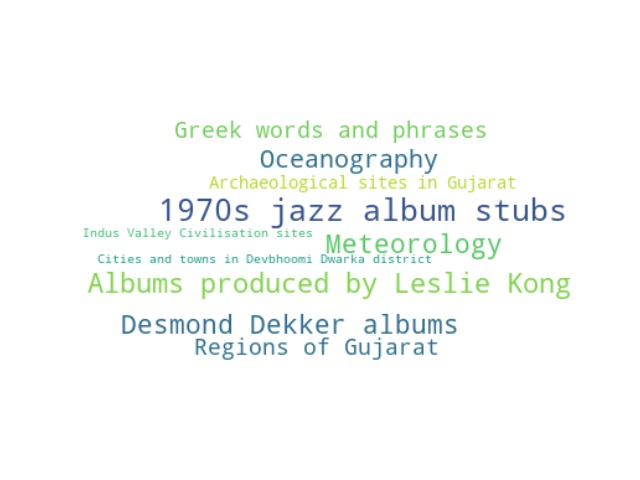 Greek words and phrases
Oceanography
Archaeological sites in Gujarat
1970s jazz album stubs
Indus Valley Civilisation sites
Meteorology
Cities and towns in Devbhoomi Dwarka district
Albums produced by Leslie Kong
Desmond Dekker albums
Regions of Gujarat